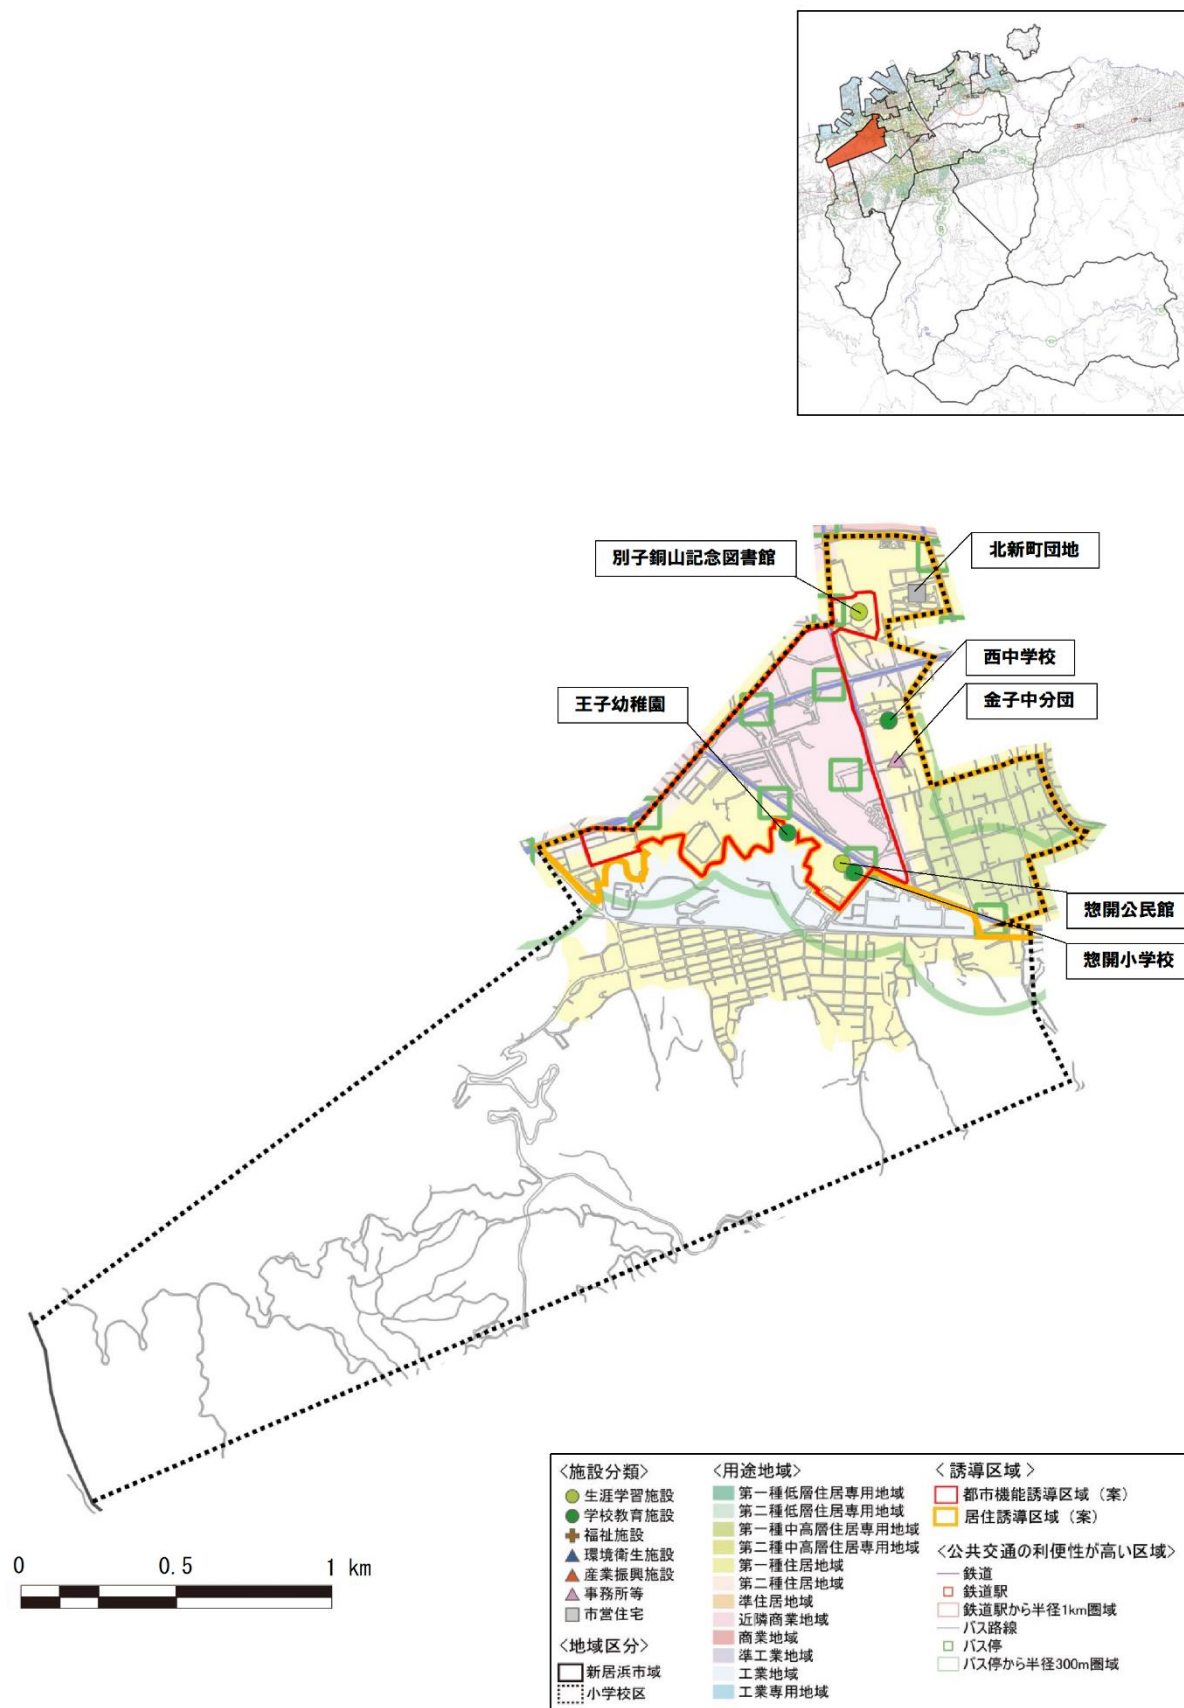 別子銅山記念図書館
北新町団地
西中学校
王子幼稚園
金子中分団
惣開公民館
惣開小学校
0 0.5 1 km
<施設分類>
生涯学習施設
学校教育施設
福祉施設
環境衛生施設
産業振興施設
事務所等
市営住宅
<地域区分>
新居浜市域
小学校区
<用途地域>
第一種低層住居専用地域
第二種低層住居専用地域
第一種中高層住居専用地域
第二種中高層住居専用地域
第一種住居地域
第二種住居地域
準住居地域
近隣商業地域
商業地域
準工業地域
工業地域
工業専用地域
<誘導区域>
都市機能誘導区域（案）
居住誘導区域（案）
<公共交通の利便性が高い区域>
鉄道
鉄道駅
鉄道駅から半径1km圏域
バス路線
バス停
バス停から半径300m圏域